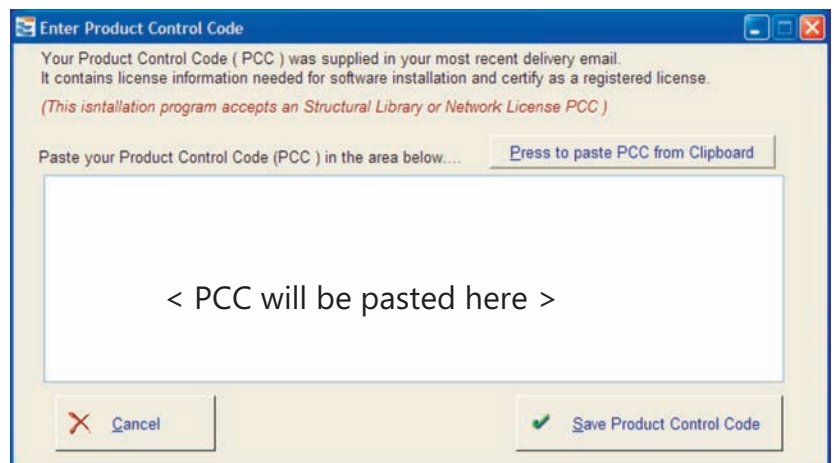 Enter Product Control Code
Your Product Control Code ( PCC ) was supplied in your most recent delivery email.
It contains license information needed for software installation and certify as a registered license.
(This isntallation program accepts an Structural Library or Network License PCC )
Paste your Product Control Code (PCC ) in the area below....
Press to paste PCC from Clipboard
< PCC will be pasted here >
Cancel
Save Product Control Code